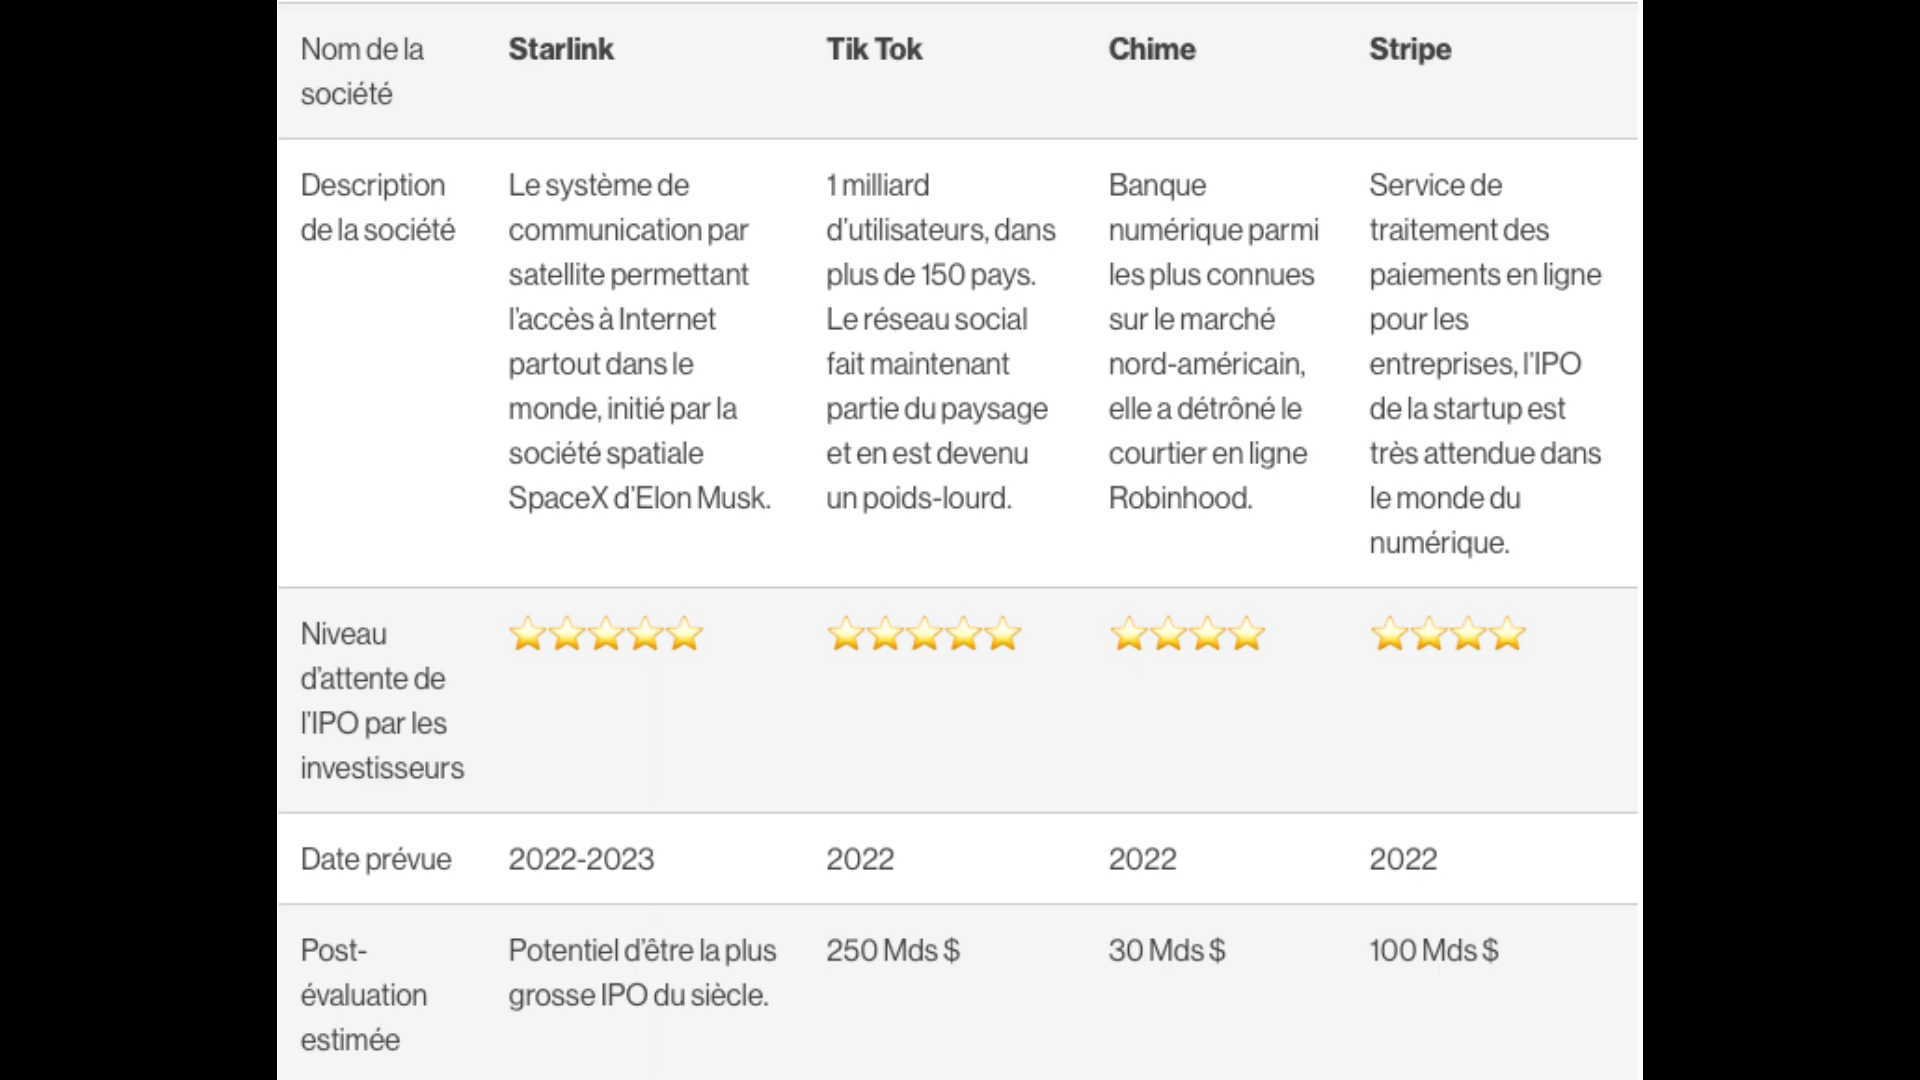 Nom de la
société
Starlink
Tik Tok
Chime
Stripe
Description
de la société
Le système de
communication par
satellite permettant
l'accès à Internet
partout dans le
monde, initié par la
société spatiale
SpaceX d'Elon Musk.
1 milliard
d'utilisateurs, dans
plus de 150 pays.
Le réseau social
fait maintenant
partie du paysage
et en est devenu
un poids-lourd.
Banque
numérique parmi
les plus connues
sur le marché
nord-américain,
elle a détrôné le
courtier en ligne
Robinhood.
Service de
traitement des
paiements en ligne
pour les
entreprises, l'IPO
de la startup est
très attendue dans
le monde du
numérique.
Niveau
d'attente de
l'IPO par les
investisseurs
⭐⭐⭐⭐⭐
⭐⭐⭐⭐⭐
⭐⭐⭐⭐
⭐⭐⭐⭐
Date prévue
2022-2023
2022
2022
2022
Post-
évaluation
estimée
Potentiel d'être la plus
grosse IPO du siècle.
250 Mds $
30 Mds $
100 Mds $